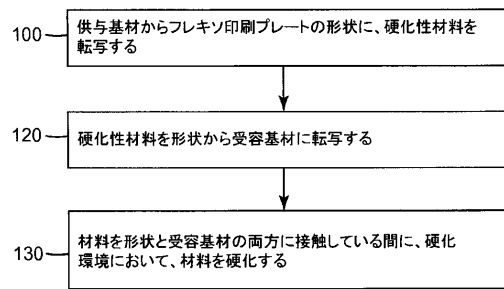 100
供与基材からフレキソ印刷プレートの形状に、硬化性材料を
転写する
120
硬化性材料を形状から受容基材に転写する
130
材料を形状と受容基材の両方に接触している間に、硬化
環境において、材料を硬化する